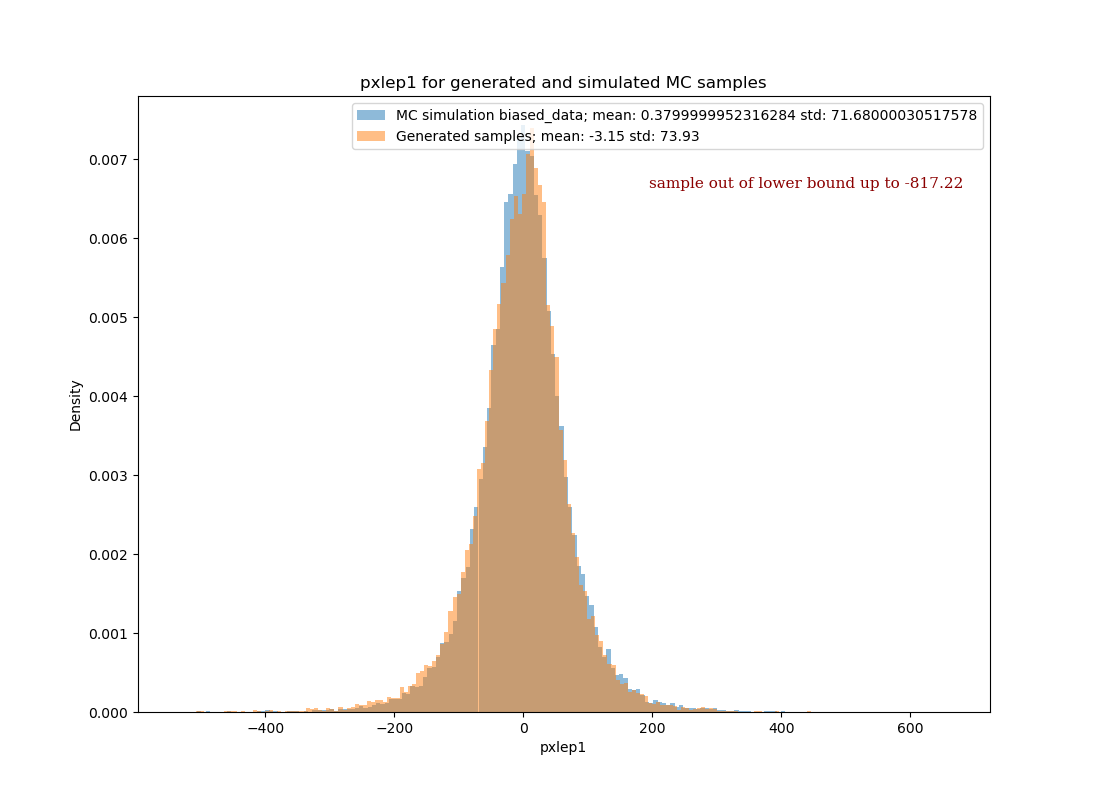 pxlep1 for generated and simulated MC samples
MC simulation biased_data; mean: 0.3799999952316284 std: 71.68000030517578
Generated samples; mean: -3.15 std: 73.93
sample out of lower bound up to -817.22
0.007
0.006
0.005
0.004
0.003
0.002
0.001
0.000
Density
−400
−200
0
200
400
600
pxlep1